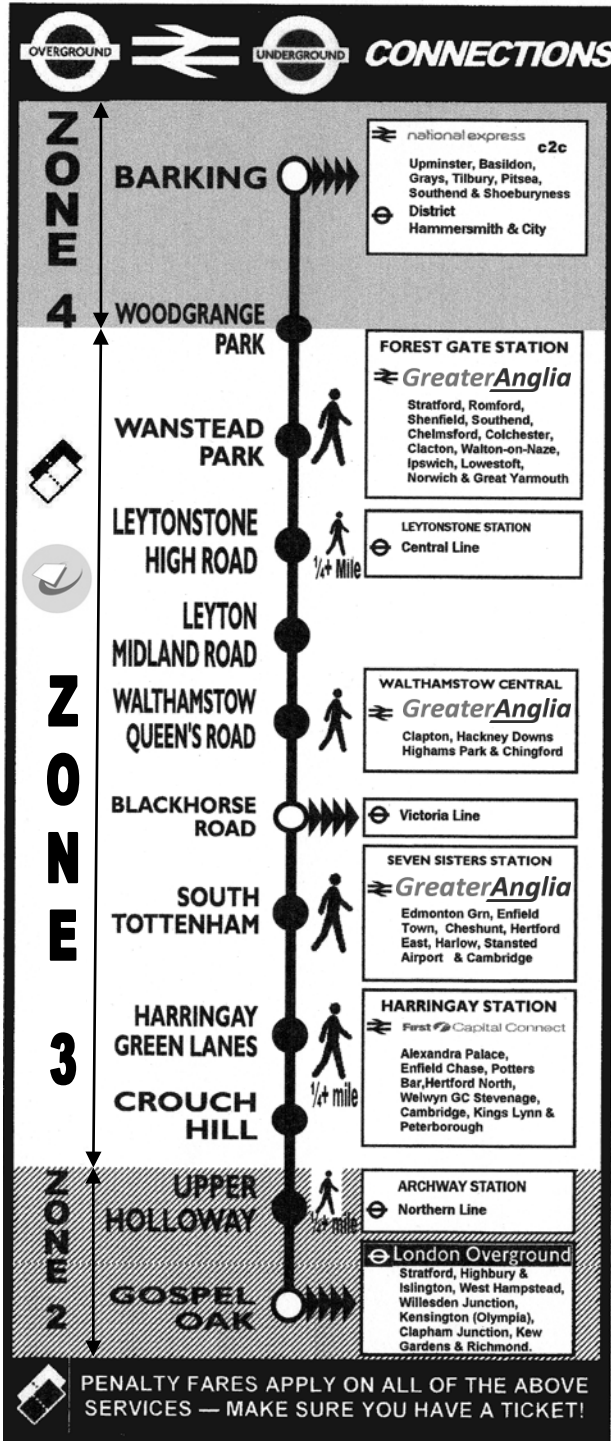 OVERGROUND
UNDERGROUND
CONNECTIONS
ZONE 4
BARKING
national express
c2c
Upminster, Basildon,
Grays, Tilbury, Pitsea,
Southend & Shoeburyness
District
Hammersmith & City
WOODGRANGE
PARK
ZONE 3
FOREST GATE STATION
GreaterAnglia
Stratford, Romford,
Shenfield, Southend,
Chelmsford, Colchester,
Clacton, Walton-on-Naze,
Ipswich, Lowestoft,
Norwich & Great Yarmouth
WANSTEAD
PARK
LEYTONSTONE
HIGH ROAD
¼+ Mile
LEYTONSTONE STATION
Central Line
LEYTON
MIDLAND ROAD
WALTHAMSTOW
QUEEN'S ROAD
WALTHAMSTOW CENTRAL
GreaterAnglia
Clapton, Hackney Downs
Highams Park & Chingford
BLACKHORSE
ROAD
Victoria Line
SOUTH
TOTTENHAM
SEVEN SISTERS STATION
GreaterAnglia
Edmonton Grn, Enfield
Town, Cheshunt, Hertford
East, Harlow, Stansted
Airport & Cambridge
HARRINGAY
GREEN LANES
¼+ mile
HARRINGAY STATION
First Capital Connect
Alexandra Palace,
Enfield Chase, Potters
Bar,Hertford North,
Welwyn GC Stevenage,
Cambridge, Kings Lynn &
Peterborough
CROUCH
HILL
ZONE 2
UPPER
HOLLOWAY
¼+ mile
ARCHWAY STATION
Northern Line
GOSPEL
OAK
London Overground
Stratford, Highbury &
Islington, West Hampstead,
Willesden Junction,
Kensington (Olympia),
Clapham Junction, Kew
Gardens & Richmond.
PENALTY FARES APPLY ON ALL OF THE ABOVE
SERVICES — MAKE SURE YOU HAVE A TICKET!